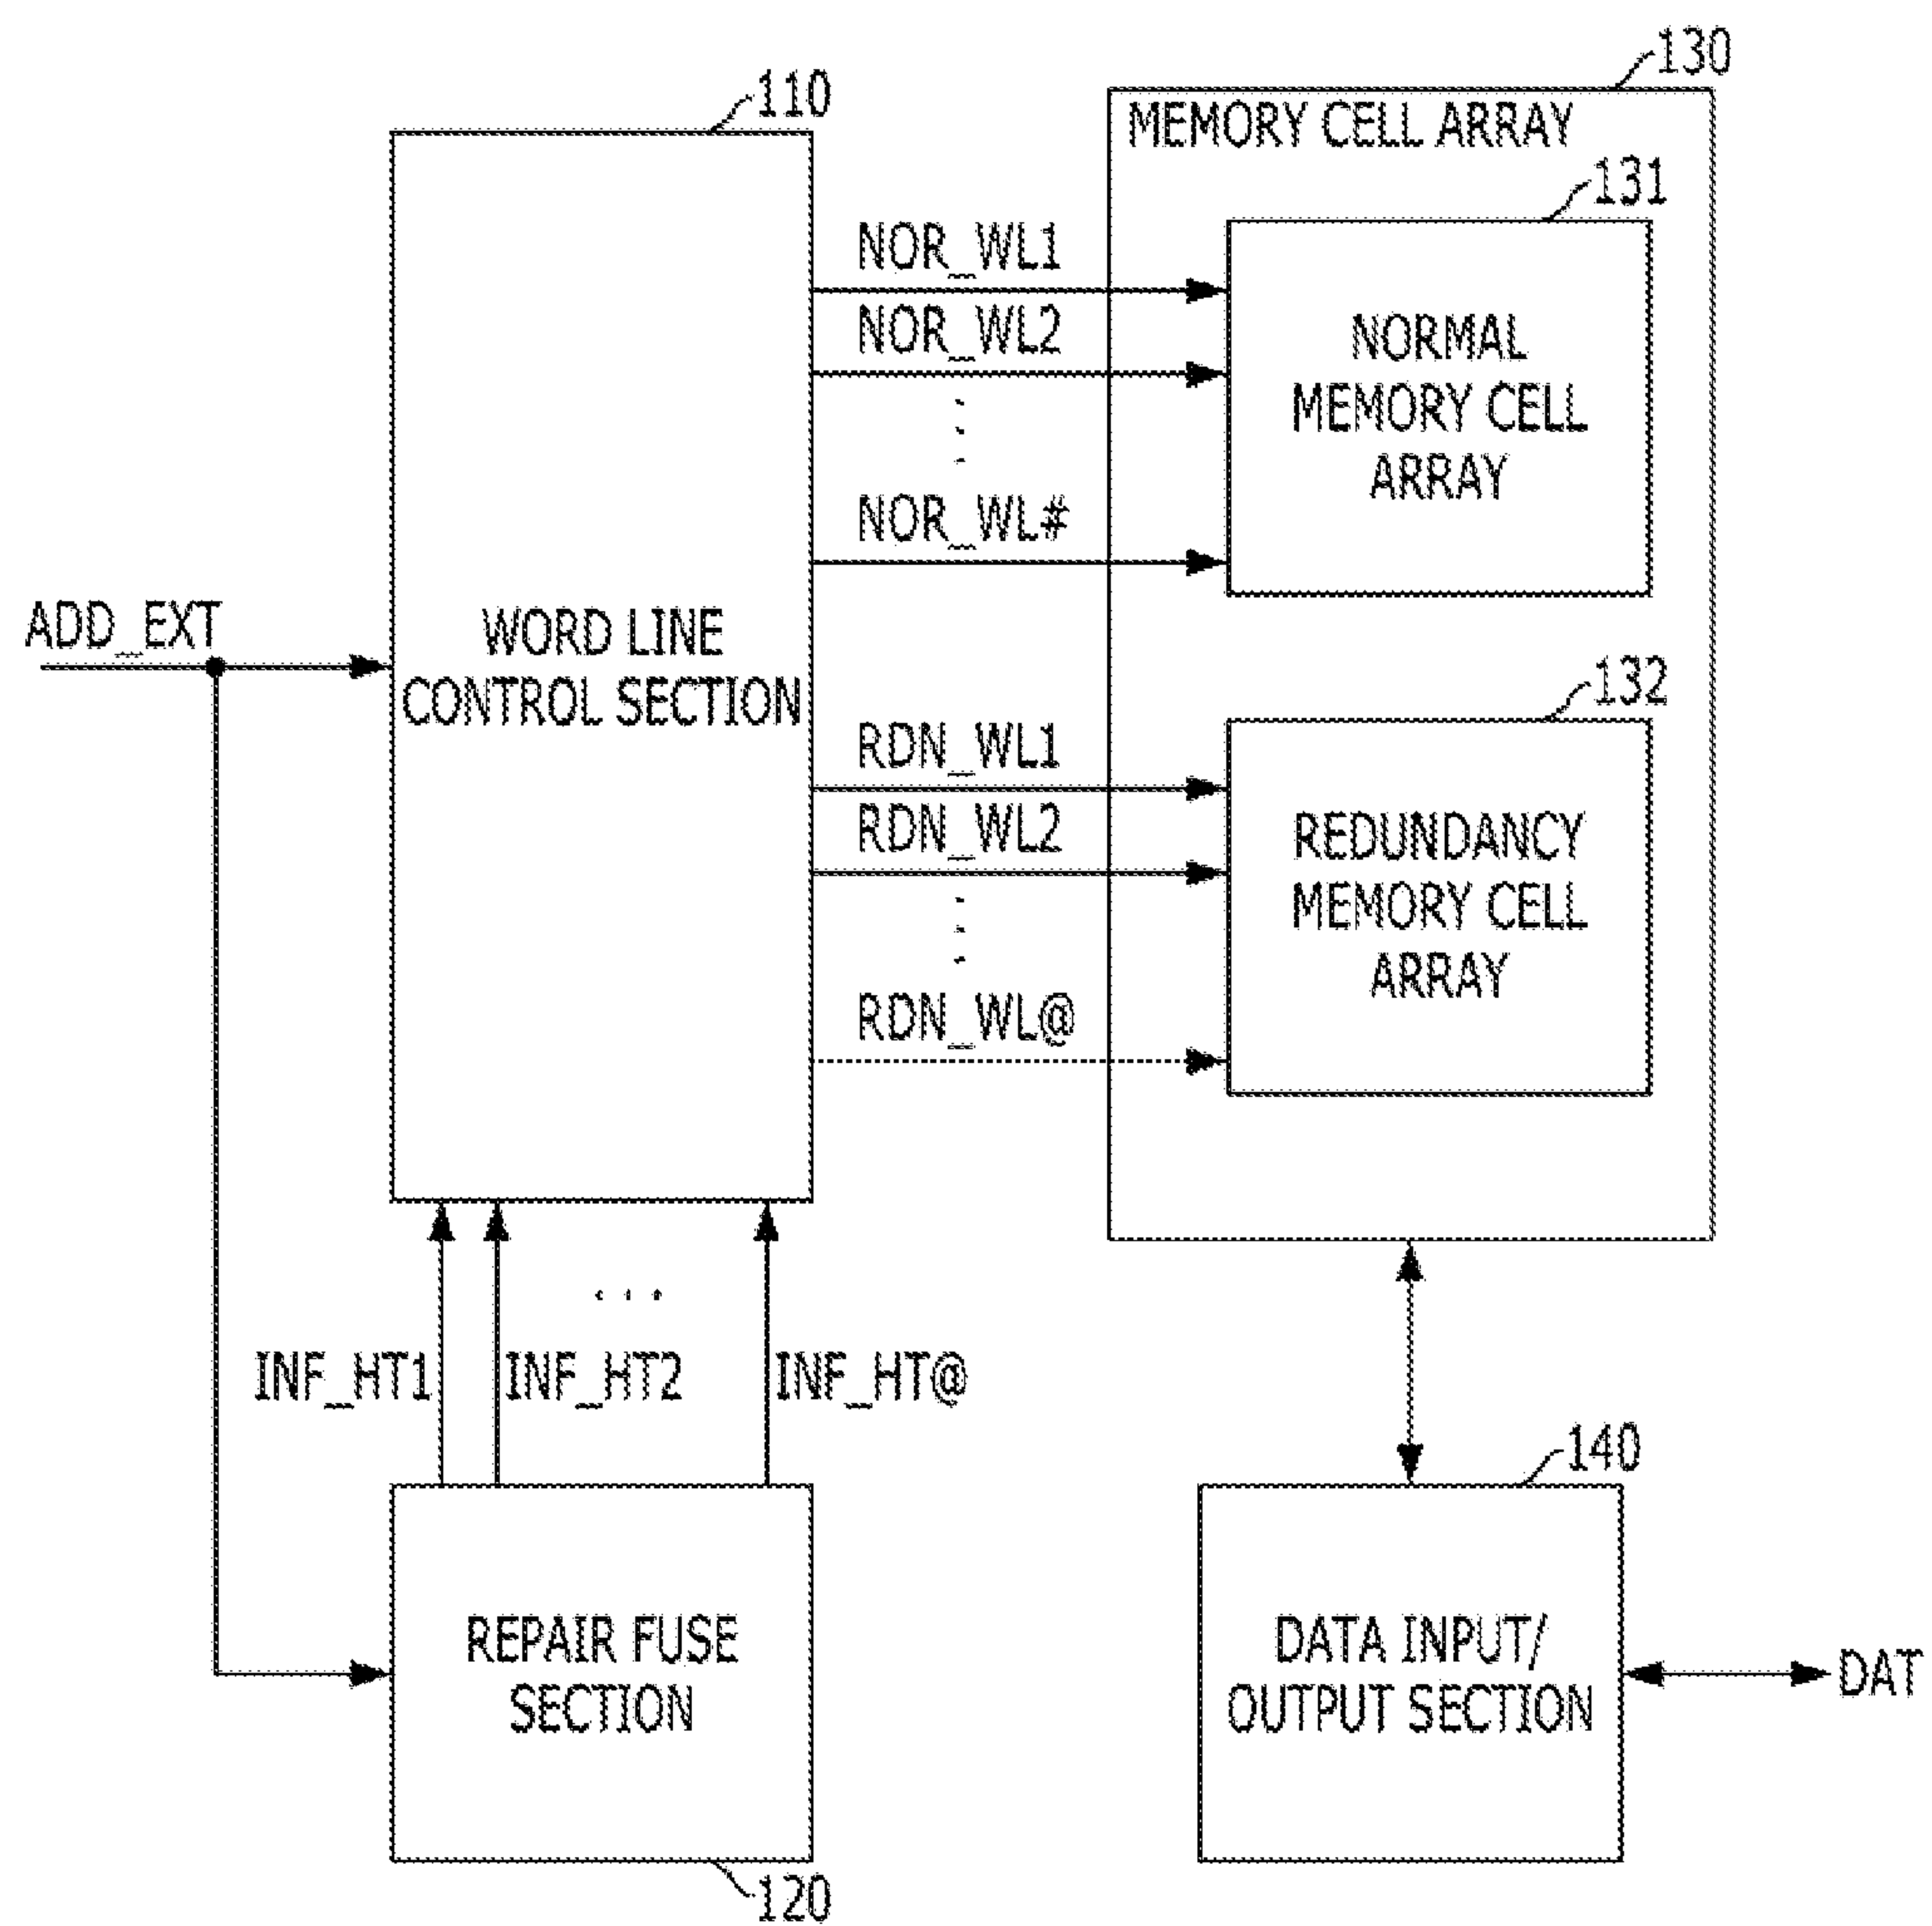 130
MEMORY CELL ARRAY
110
131
NOR_WL1
NOR_WL2
NORMAL
MEMORY CELL
ARRAY
NOR_WL#
ADD_EXT
WORD LINE
CONTROL SECTION
132
RDN_WL1
RDN_WL2
REDUNDANCY
MEMORY CELL
ARRAY
RDN_WL@
...
INF_HT1
INF_HT2
INF_HT@
140
REPAIR FUSE
SECTION
DATA INPUT/
OUTPUT SECTION
DAT
120